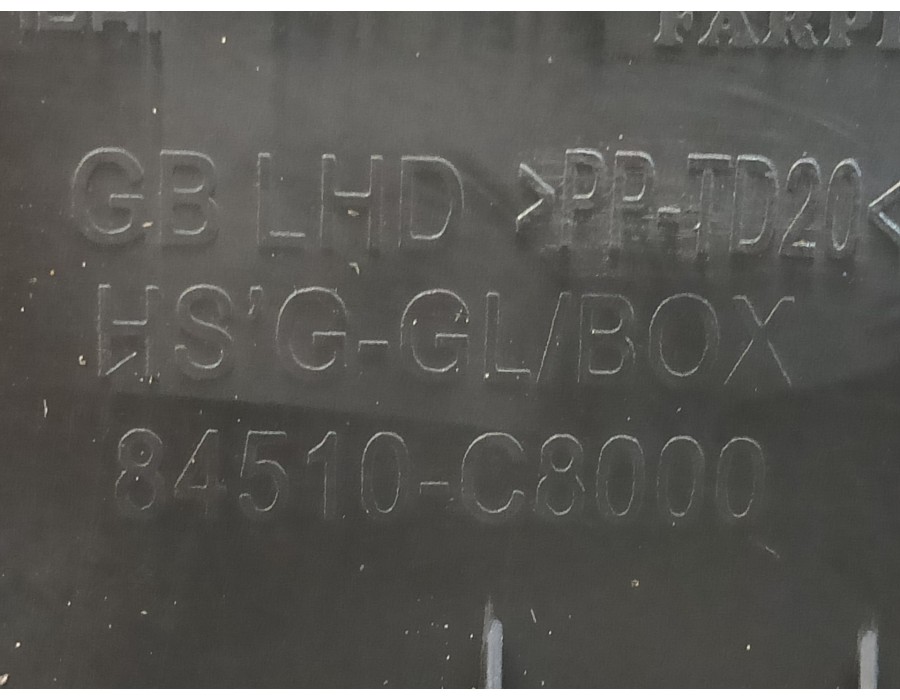 GB LHD >PP-TD20<
HS'G-GL/BOX
84510-C8000